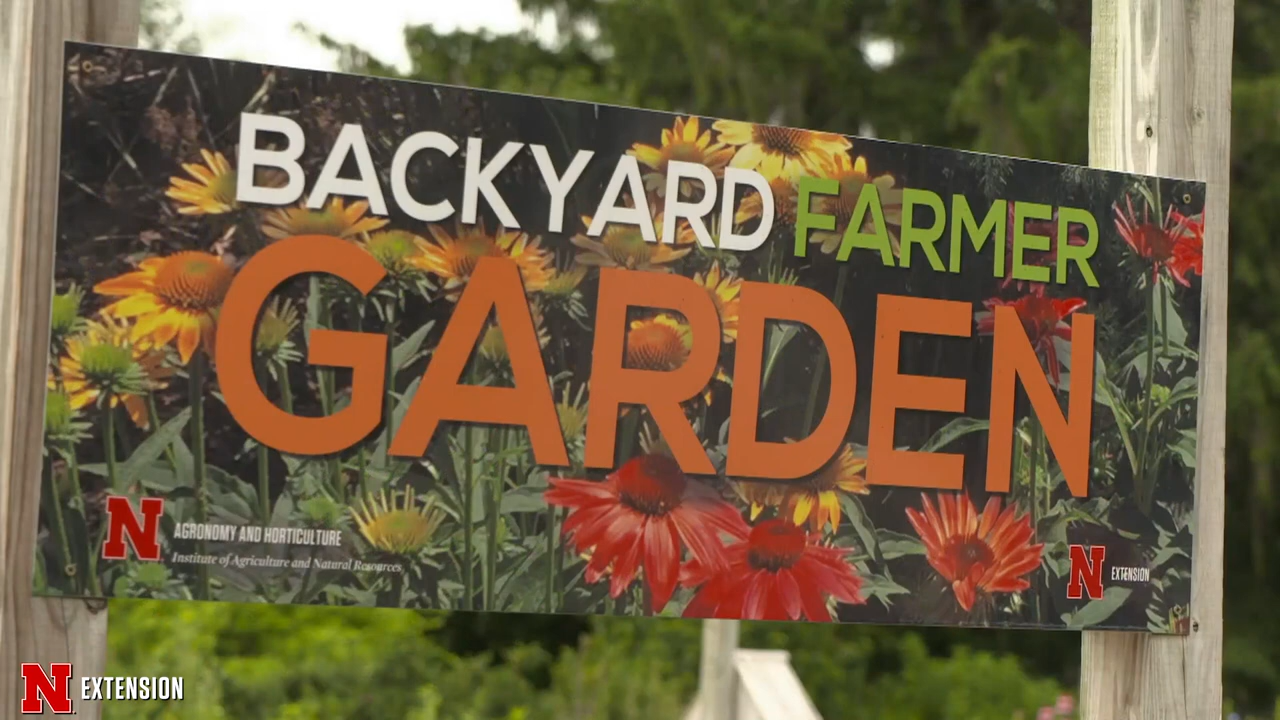 BACKYARD FARMER
GARDEN
N AGRONOMY AND HORTICULTURE
Institute of Agriculture and Natural Resources
N EXTENSION
N EXTENSION